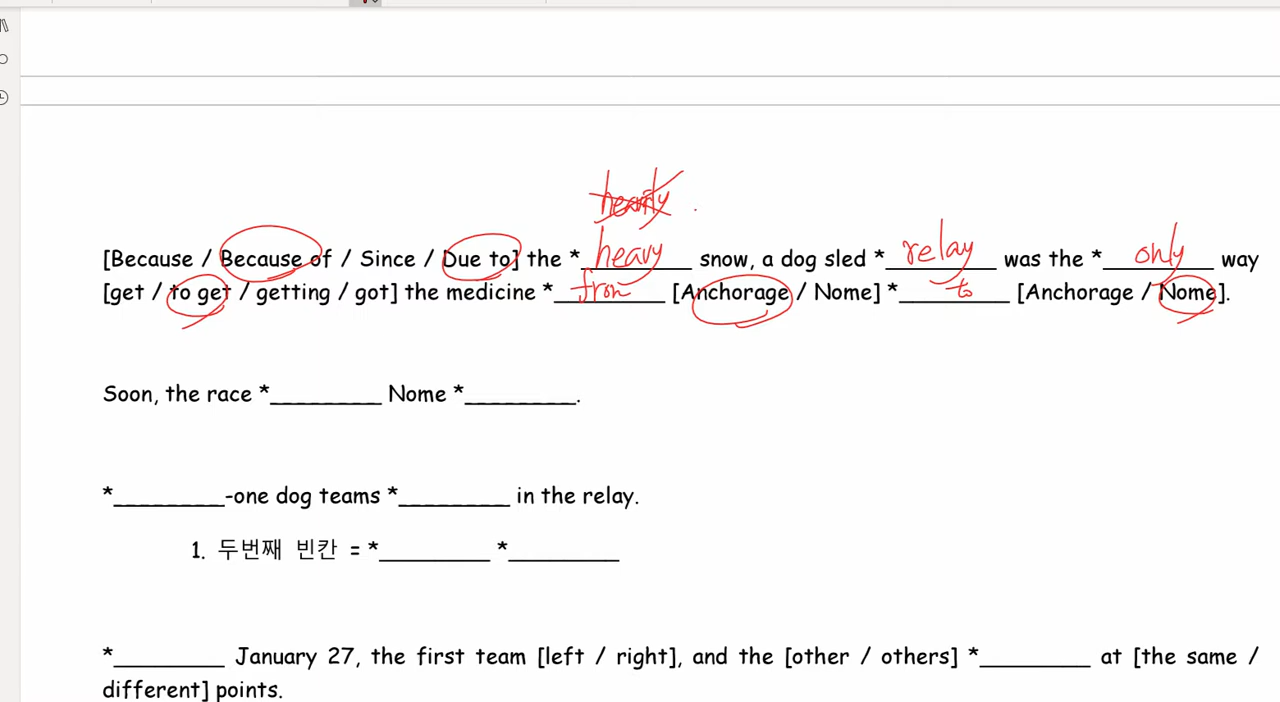 heavily
[Because / Because of / Since / Due to] the *heavy snow, a dog sled *relay was the *only way
[get / to get / getting / got] the medicine *from [Anchorage / Nome] *to [Anchorage / Nome].
Soon, the race *________ Nome *________.
*________-one dog teams *________ in the relay.
1. 두번째 빈칸 = *________ *________
*________ January 27, the first team [left / right], and the [other / others] *________ at [the same /
different] points.